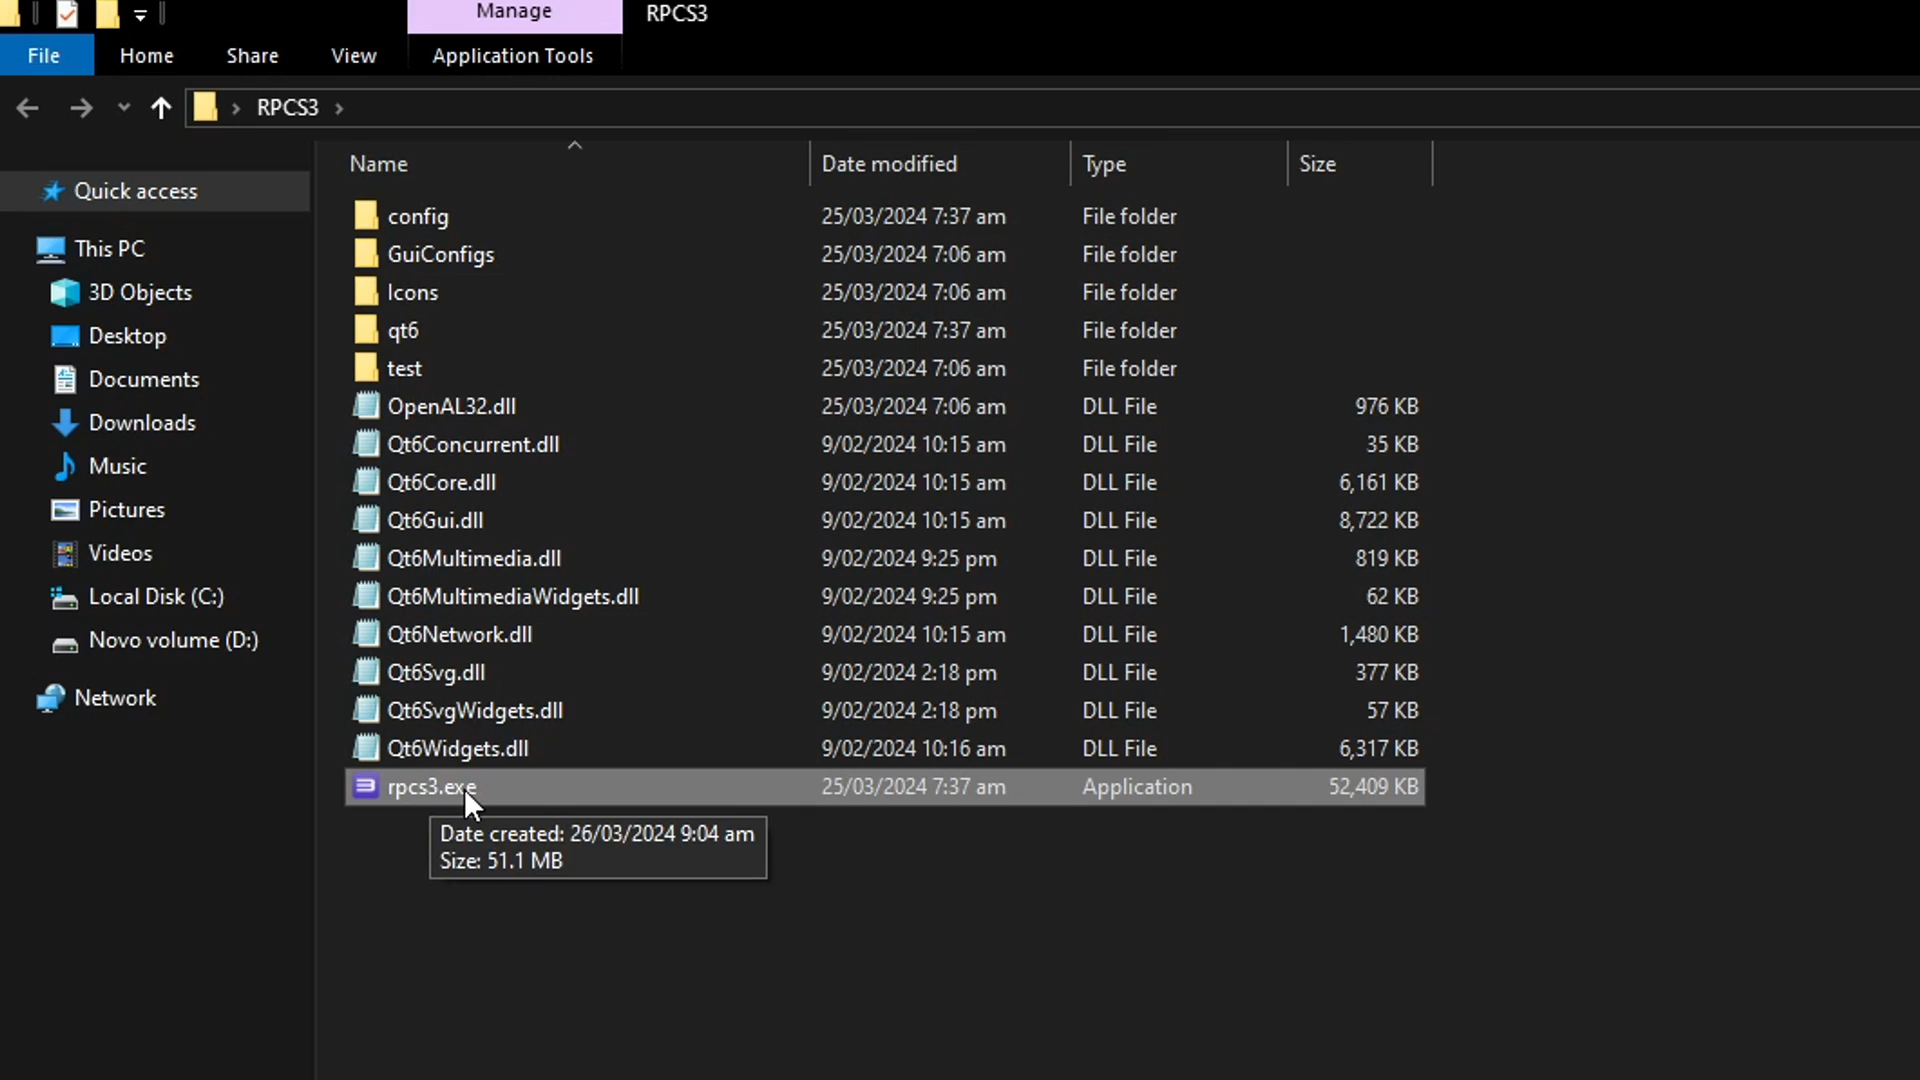 Manage
RPCS3
File
Home
Share
View
Application Tools
RPCS3
Name
Date modified
Type
Size
Quick access
This PC
3D Objects
Desktop
Documents
Downloads
Music
Pictures
Videos
Local Disk (C:)
Novo volume (D:)
Network
config 25/03/2024 7:37 am File folder
GuiConfigs 25/03/2024 7:06 am File folder
Icons 25/03/2024 7:06 am File folder
qt6 25/03/2024 7:37 am File folder
test 25/03/2024 7:06 am File folder
OpenAL32.dll 25/03/2024 7:06 am DLL File 976 KB
Qt6Concurrent.dll 9/02/2024 10:15 am DLL File 35 KB
Qt6Core.dll 9/02/2024 10:15 am DLL File 6,161 KB
Qt6Gui.dll 9/02/2024 10:15 am DLL File 8,722 KB
Qt6Multimedia.dll 9/02/2024 9:25 pm DLL File 819 KB
Qt6MultimediaWidgets.dll 9/02/2024 9:25 pm DLL File 62 KB
Qt6Network.dll 9/02/2024 10:15 am DLL File 1,480 KB
Qt6Svg.dll 9/02/2024 2:18 pm DLL File 377 KB
Qt6SvgWidgets.dll 9/02/2024 2:18 pm DLL File 57 KB
Qt6Widgets.dll 9/02/2024 10:16 am DLL File 6,317 KB
rpcs3.exe 25/03/2024 7:37 am Application 52,409 KB
Date created: 26/03/2024 9:04 am
Size: 51.1 MB